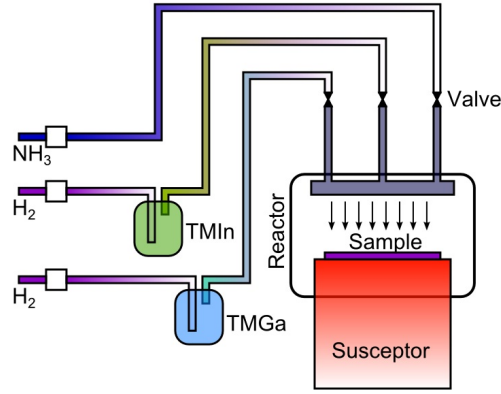 Valve
NH₃
H₂
TMIn
Reactor
Sample
H₂
TMGa
Susceptor